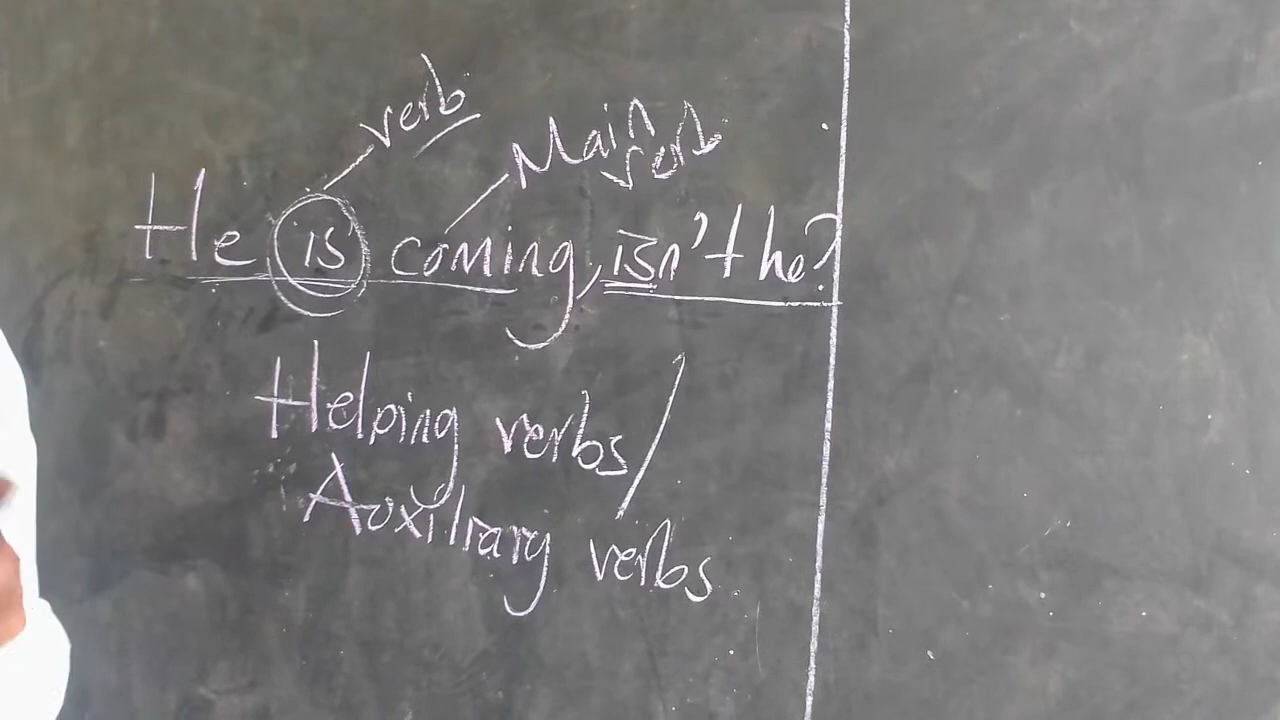 verb
Main
verb
He is coming, isn't he?
Helping verbs/
Auxiliary verbs